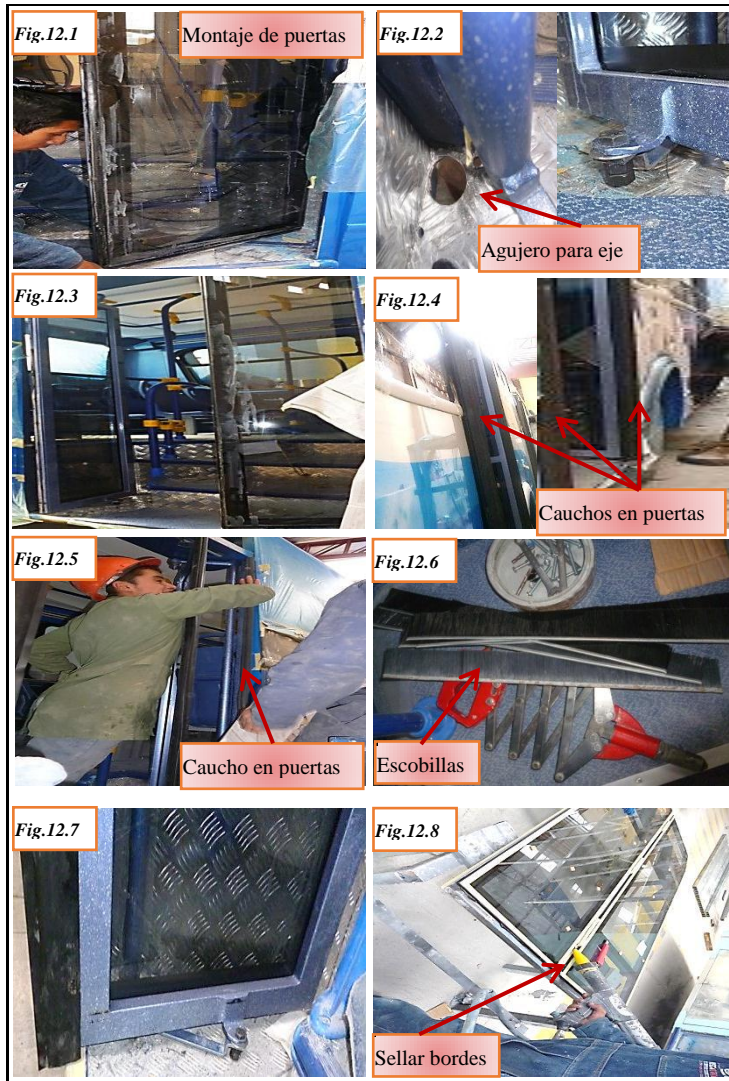 Fig.12.1
Montaje de puertas
Fig.12.2
Agujero para eje
Fig.12.3
Fig.12.4
Cauchos en puertas
Fig.12.5
Caucho en puertas
Fig.12.6
Escobillas
Fig.12.7
Fig.12.8
Sellar bordes